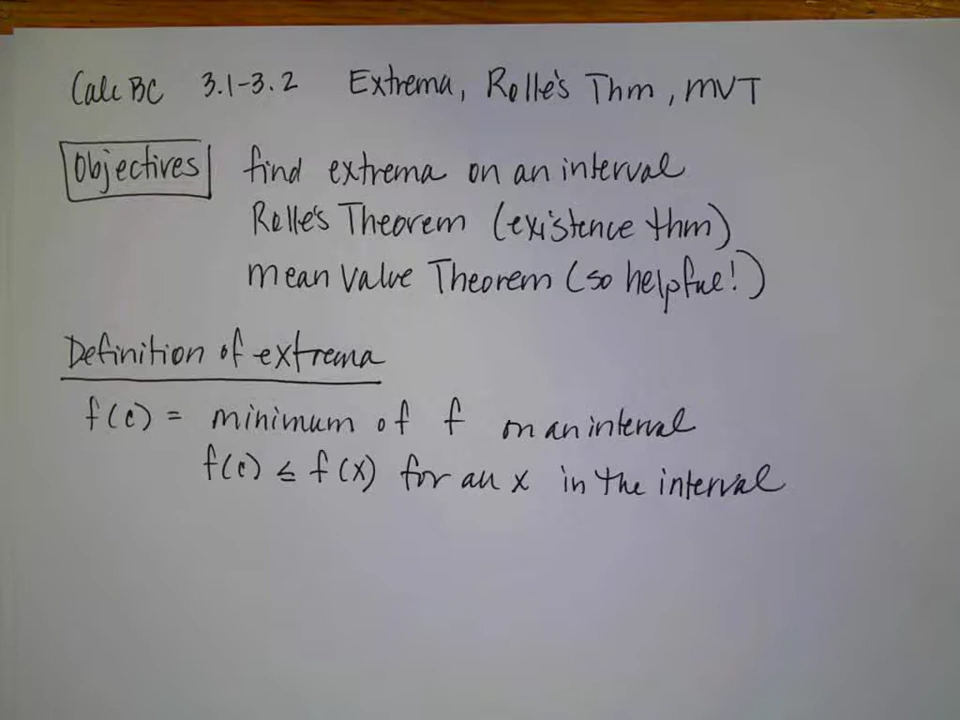 Calc BC 3.1-3.2 Extrema, Rolle's Thm, MVT
Objectives find extrema on an interval
Rolle's Theorem (existence thm)
Mean Value Theorem (so helpful!)
Definition of extrema
f(c) = minimum of f on an interval
f(c) ≤ f(x) for all x in the interval